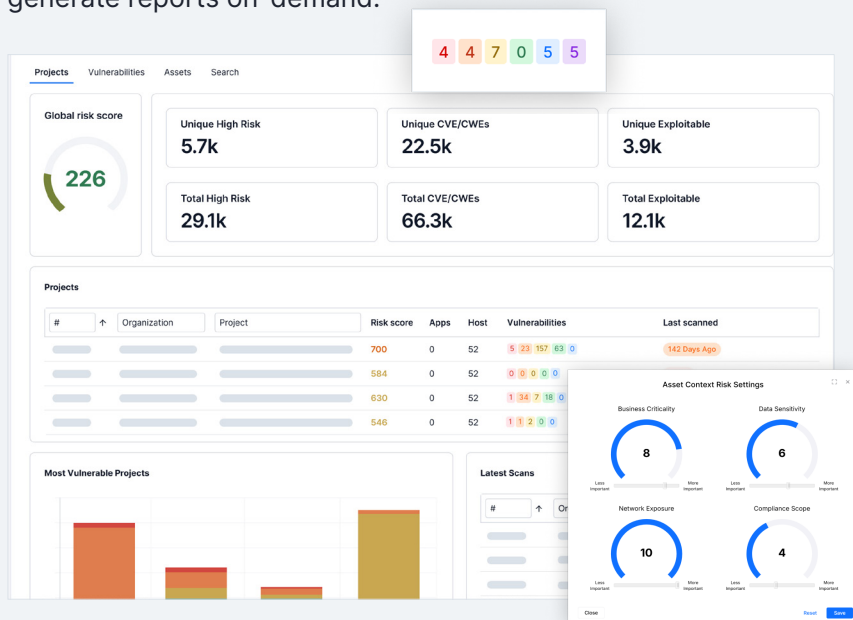 generate reports on-demand.
4 4 7 0 5 5
Projects Vulnerabilities Assets Search
Global risk score
226
Unique High Risk
5.7k
Unique CVE/CWEs
22.5k
Unique Exploitable
3.9k
Total High Risk
29.1k
Total CVE/CWEs
66.3k
Total Exploitable
12.1k
Projects
# ↑ Organization Project Risk score Apps Host Vulnerabilities Last scanned
700 0 52 5 23 157 63 0 142 Days Ago
584 0 52 0 0 0 0 0
630 0 52 1 34 7 18 0
546 0 52 1 1 2 0 0
Most Vulnerable Projects
Latest Scans
# ↑ Or
Asset Context Risk Settings
Business Criticality
8
Less Important
More Important
Data Sensitivity
6
Less Important
More Important
Network Exposure
10
Less Important
More Important
Compliance Scope
4
Less Important
More Important
Close Reset Save